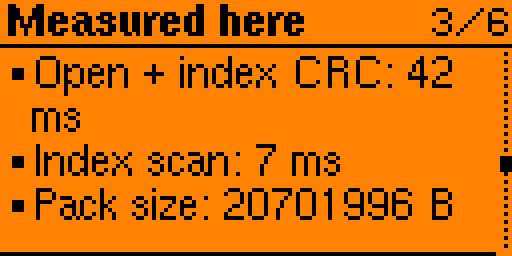 Measured here 3/6
▪Open + index CRC: 42
ms
▪Index scan: 7 ms
▪Pack size: 20701996 B